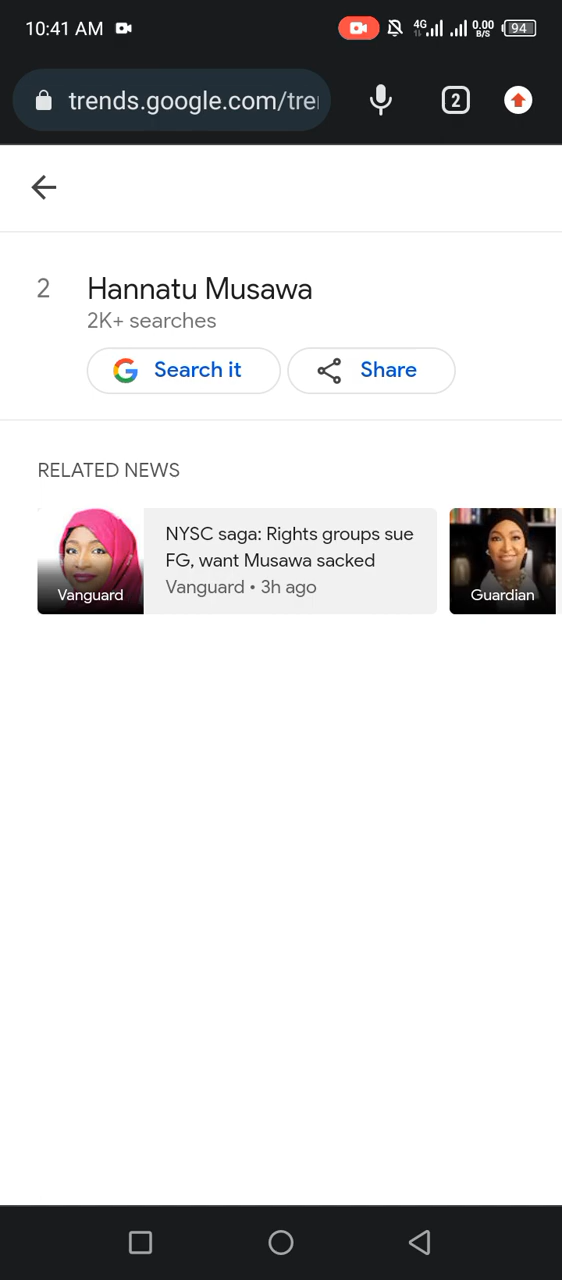 10:41 AM
4G
0.00 B/S
94
trends.google.com/tre
2
2 Hannatu Musawa
2K+ searches
Search it
Share
RELATED NEWS
Vanguard
NYSC saga: Rights groups sue
FG, want Musawa sacked
Vanguard • 3h ago
Guardian